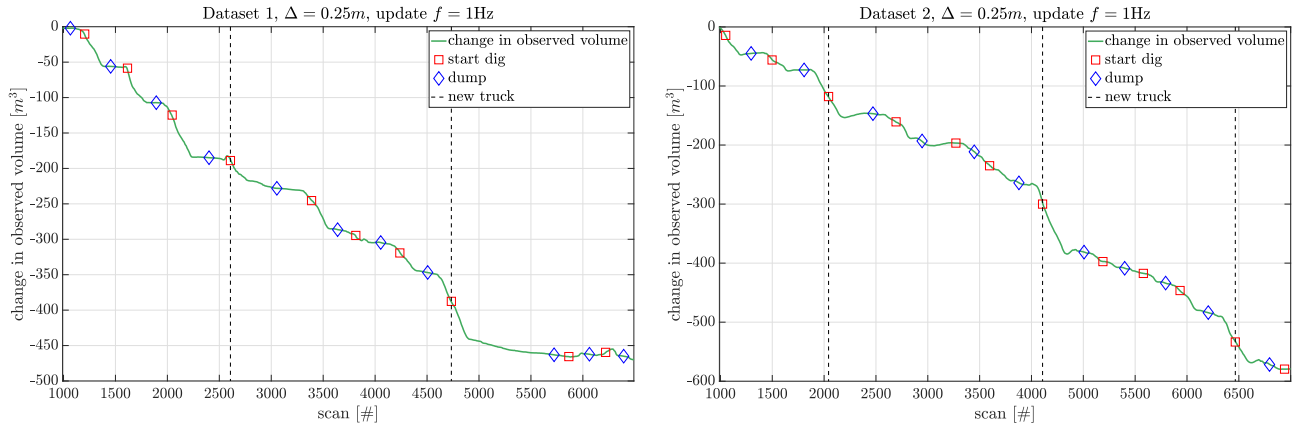 Dataset 1, Δ = 0.25m, update f = 1Hz
change in observed volume [m³]
0
-50
-100
-150
-200
-250
-300
-350
-400
-450
-500
change in observed volume
start dig
dump
new truck
1000 1500 2000 2500 3000 3500 4000 4500 5000 5500 6000
scan [#]
Dataset 2, Δ = 0.25m, update f = 1Hz
change in observed volume [m³]
0
-100
-200
-300
-400
-500
-600
change in observed volume
start dig
dump
new truck
1000 1500 2000 2500 3000 3500 4000 4500 5000 5500 6000 6500
scan [#]